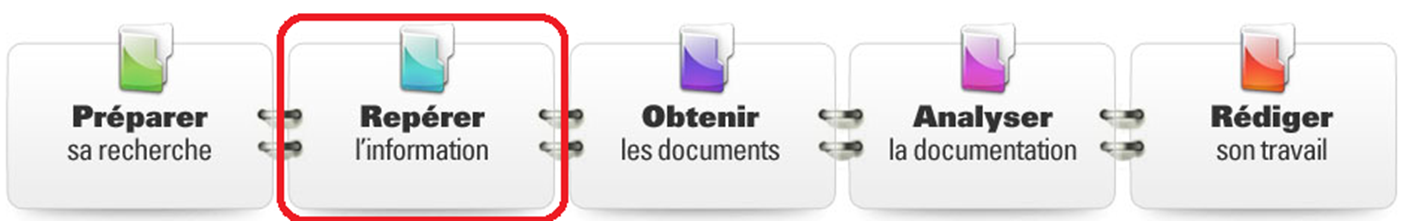 Préparer
sa recherche
Repérer
l'information
Obtenir
les documents
Analyser
la documentation
Rédiger
son travail